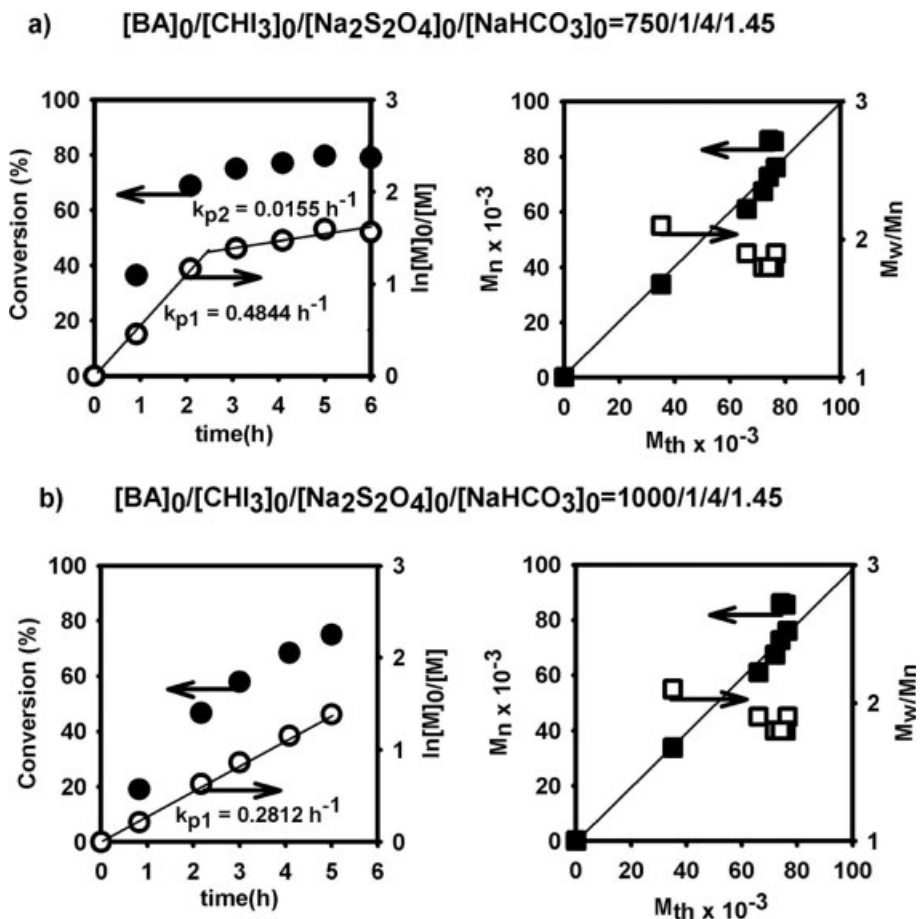 a) [BA]0/[CHI3]0/[Na2S2O4]0/[NaHCO3]0=750/1/4/1.45
100
80
60
40
20
0
Conversion (%)
kp2 = 0.0155 h-1
kp1 = 0.4844 h-1
3
2
1
0
ln[M]0/[M]
0 1 2 3 4 5 6
time(h)
100
80
60
40
20
0
Mn x 10-3
3
2
1
Mw/Mn
0 20 40 60 80 100
Mth x 10-3
b) [BA]0/[CHI3]0/[Na2S2O4]0/[NaHCO3]0=1000/1/4/1.45
100
80
60
40
20
0
Conversion (%)
kp1 = 0.2812 h-1
3
2
1
0
ln[M]0/[M]
0 1 2 3 4 5 6
time(h)
100
80
60
40
20
0
Mn x 10-3
3
2
1
Mw/Mn
0 20 40 60 80 100
Mth x 10-3